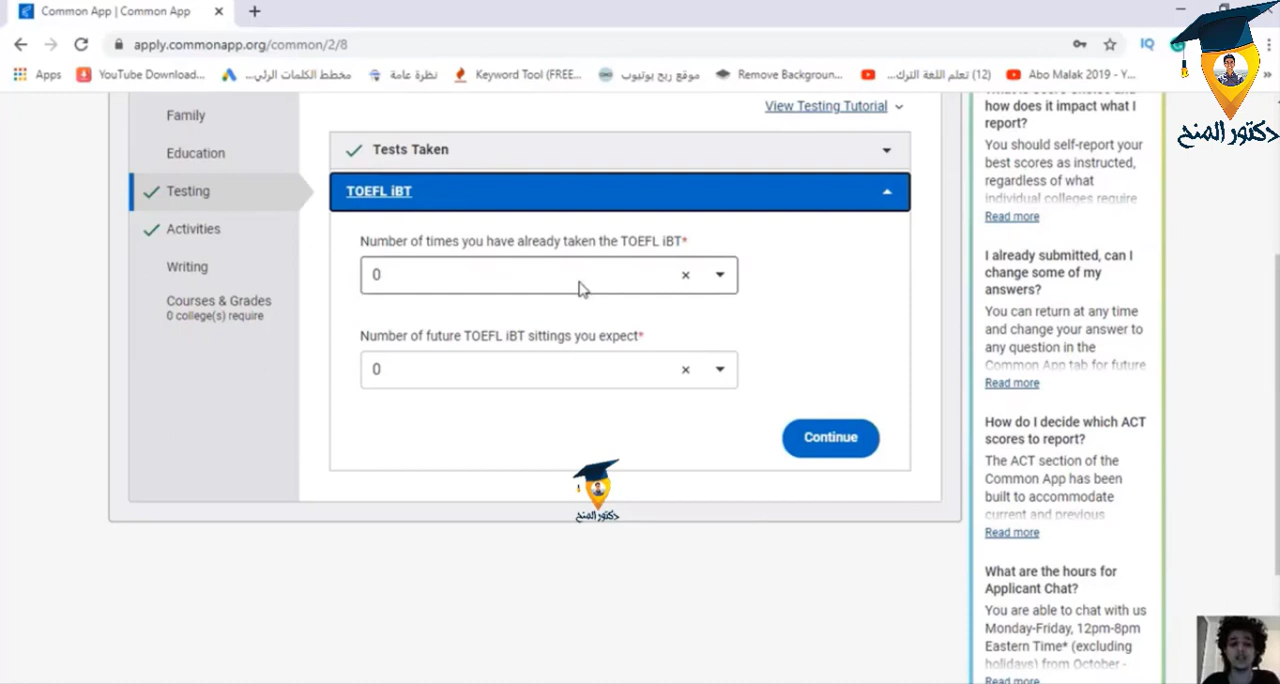 Common App | Common App
apply.commonapp.org/common/2/8
IQ
Apps
YouTube Download...
مخطط الكلمات الرئي...
نظرة عامة
Keyword Tool (FREE...
موقع ربح يوتيوب
Remove Backgroun...
(12) تعلم اللغة الترك...
Abo Malak 2019 - Y...
»
دكتور المنح
Family
Education
Testing
Activities
Writing
Courses & Grades
0 college(s) require
View Testing Tutorial
Tests Taken
TOEFL iBT
Number of times you have already taken the TOEFL iBT*
0
Number of future TOEFL iBT sittings you expect*
0
Continue
دكتور المنح
how does it impact what I
report?
You should self-report your
best scores as instructed,
regardless of what
individual colleges require
Read more
I already submitted, can I
change some of my
answers?
You can return at any time
and change your answer to
any question in the
Common App tab for future
Read more
How do I decide which ACT
scores to report?
The ACT section of the
Common App has been
built to accommodate
current and previous
Read more
What are the hours for
Applicant Chat?
You are able to chat with us
Monday-Friday, 12pm-8pm
Eastern Time* (excluding
holidays) from October -
Read more